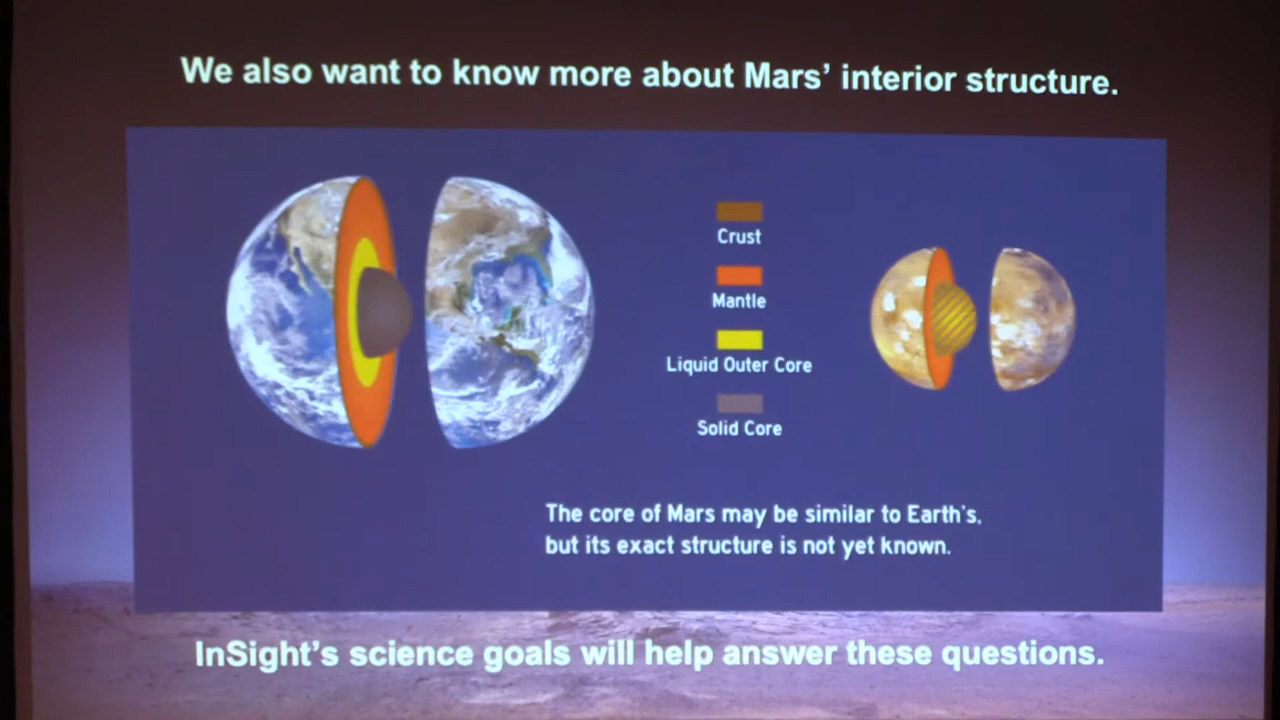 We also want to know more about Mars’ interior structure.
Crust
Mantle
Liquid Outer Core
Solid Core
The core of Mars may be similar to Earth's,
but its exact structure is not yet known.
InSight’s science goals will help answer these questions.